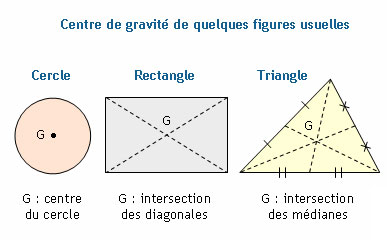 Centre de gravité de quelques figures usuelles
Cercle
Rectangle
Triangle
G
G
G
G : centre
du cercle
G : intersection
des diagonales
G : intersection
des médianes